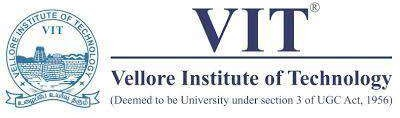 VELLORE INSTITUTE OF TECHNOLOGY
VIT
VIT®
Vellore Institute of Technology
(Deemed to be University under section 3 of UGC Act, 1956)